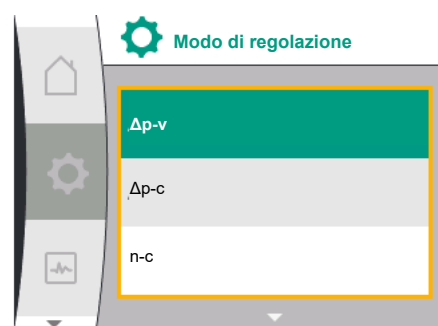 Modo di regolazione
Δp-v
Δp-c
n-c